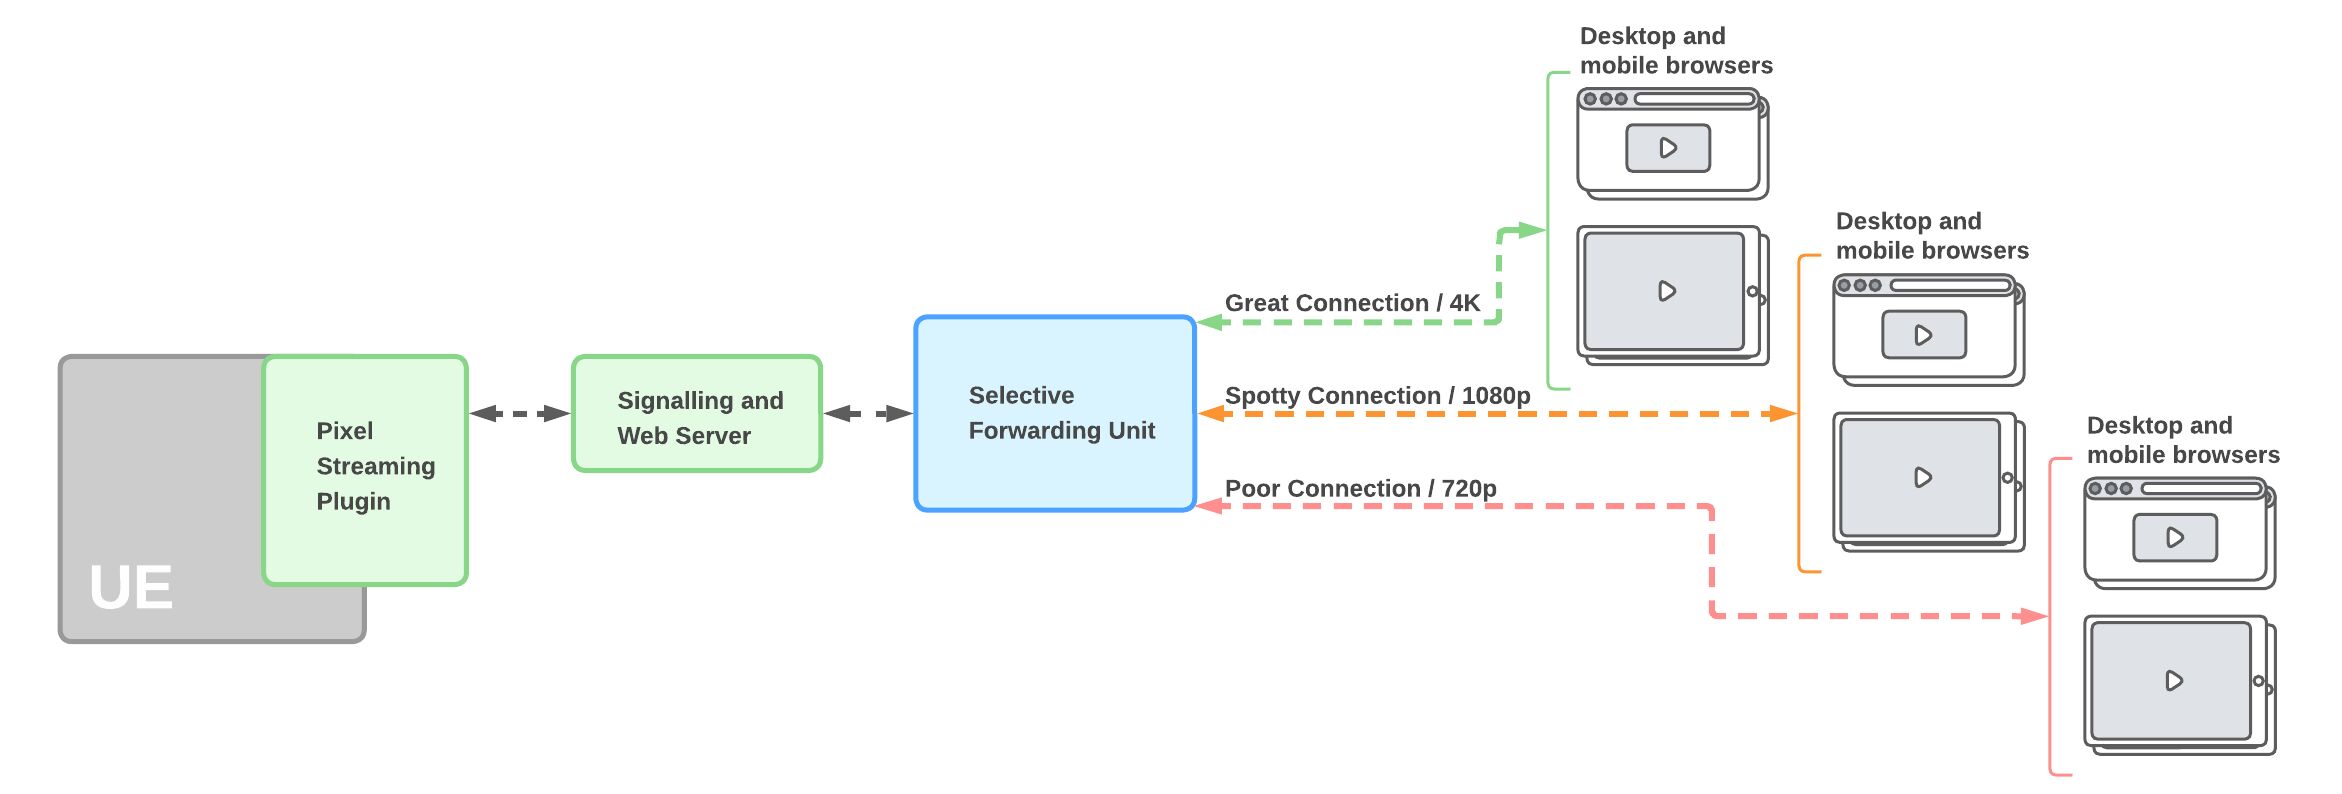 UE
Pixel
Streaming
Plugin
Signalling and
Web Server
Selective
Forwarding Unit
Great Connection / 4K
Spotty Connection / 1080p
Poor Connection / 720p
Desktop and
mobile browsers
Desktop and
mobile browsers
Desktop and
mobile browsers